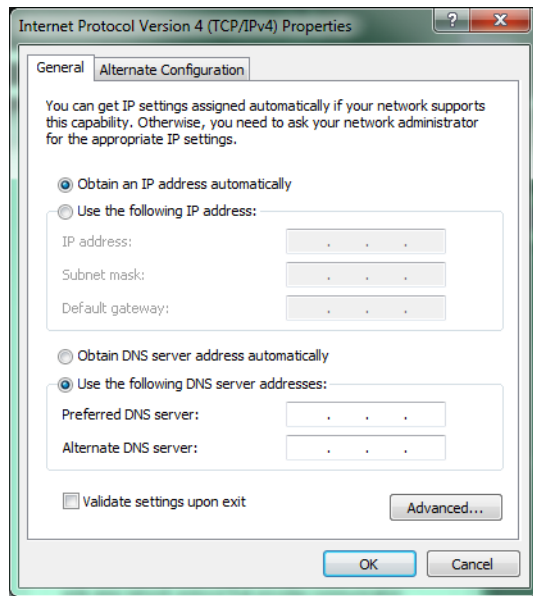 Internet Protocol Version 4 (TCP/IPv4) Properties
?
X
General
Alternate Configuration
You can get IP settings assigned automatically if your network supports
this capability. Otherwise, you need to ask your network administrator
for the appropriate IP settings.
Obtain an IP address automatically
Use the following IP address:
IP address:
. . .
Subnet mask:
. . .
Default gateway:
. . .
Obtain DNS server address automatically
Use the following DNS server addresses:
Preferred DNS server:
. . .
Alternate DNS server:
. . .
Validate settings upon exit
Advanced...
OK
Cancel